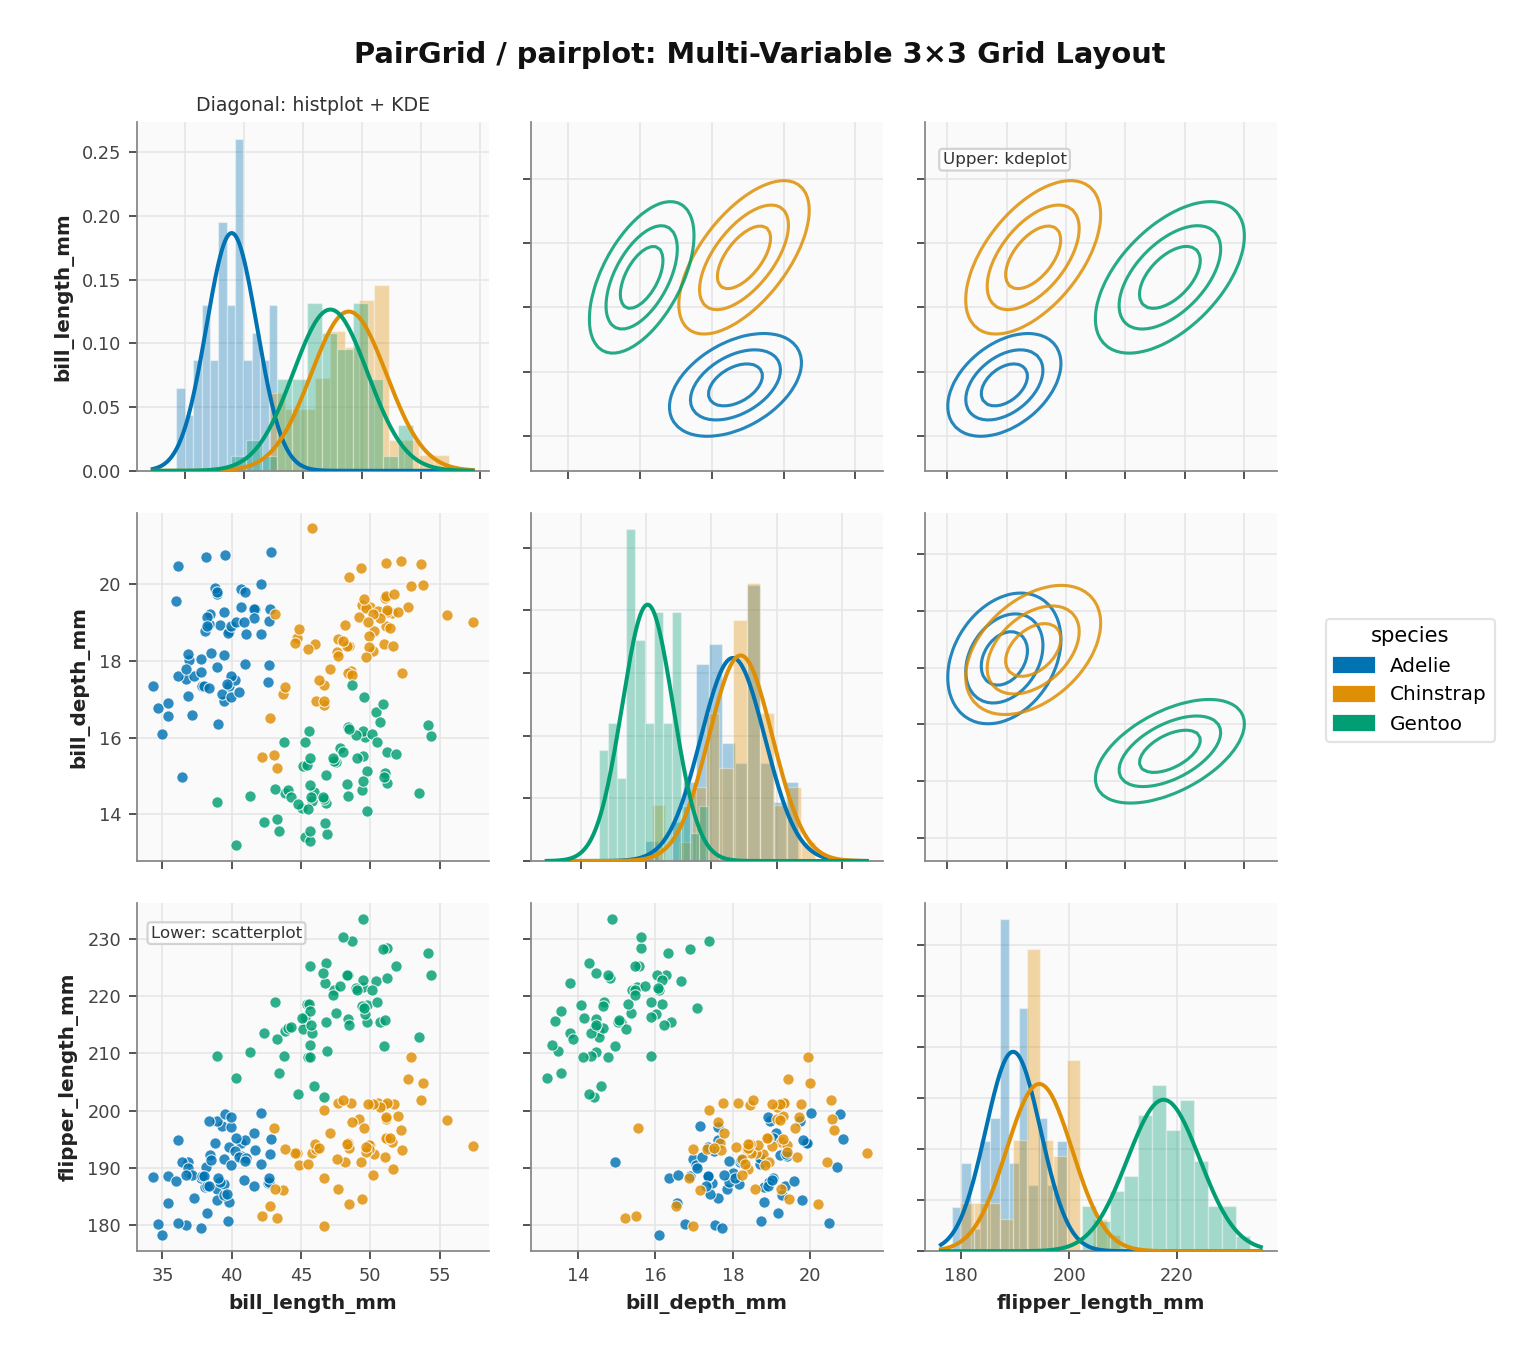 PairGrid / pairplot: Multi-Variable 3×3 Grid Layout
Diagonal: histplot + KDE
bill_length_mm
0.25
0.20
0.15
0.10
0.05
0.00
Upper: kdeplot
bill_depth_mm
20
18
16
14
species
Adelie
Chinstrap
Gentoo
flipper_length_mm
230
220
210
200
190
180
Lower: scatterplot
35 40 45 50 55
14 16 18 20
180 200 220
bill_length_mm
bill_depth_mm
flipper_length_mm